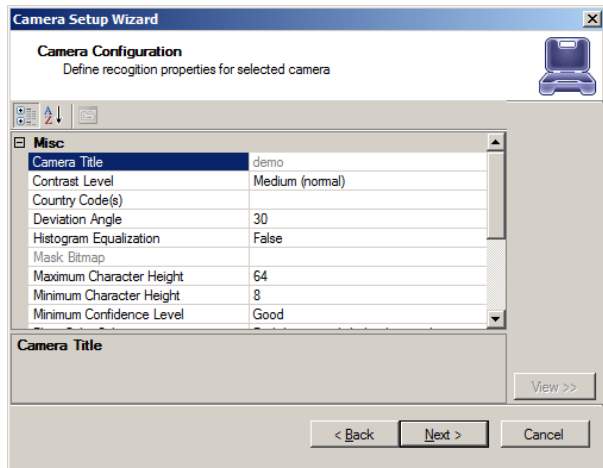 Camera Setup Wizard
Camera Configuration
Define recogition properties for selected camera
Misc
Camera Title demo
Contrast Level Medium (normal)
Country Code(s)
Deviation Angle 30
Histogram Equalization False
Mask Bitmap
Maximum Character Height 64
Minimum Character Height 8
Minimum Confidence Level Good
Camera Title
View >>
< Back Next > Cancel